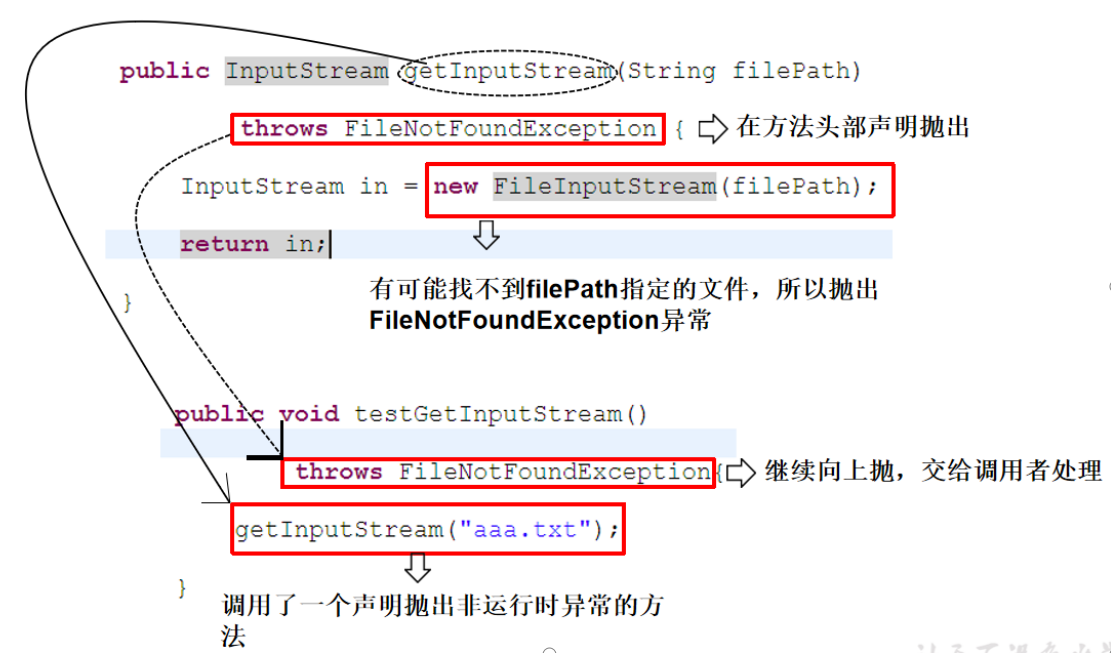 public InputStream getInputStream(String filePath)
throws FileNotFoundException { 在方法头部声明抛出
InputStream in = new FileInputStream(filePath);
return in;
有可能找不到filePath指定的文件，所以抛出
FileNotFoundException异常
}
public void testGetInputStream()
throws FileNotFoundException{ 继续向上抛，交给调用者处理
getInputStream("aaa.txt");
}
调用了一个声明抛出非运行时异常的方
法